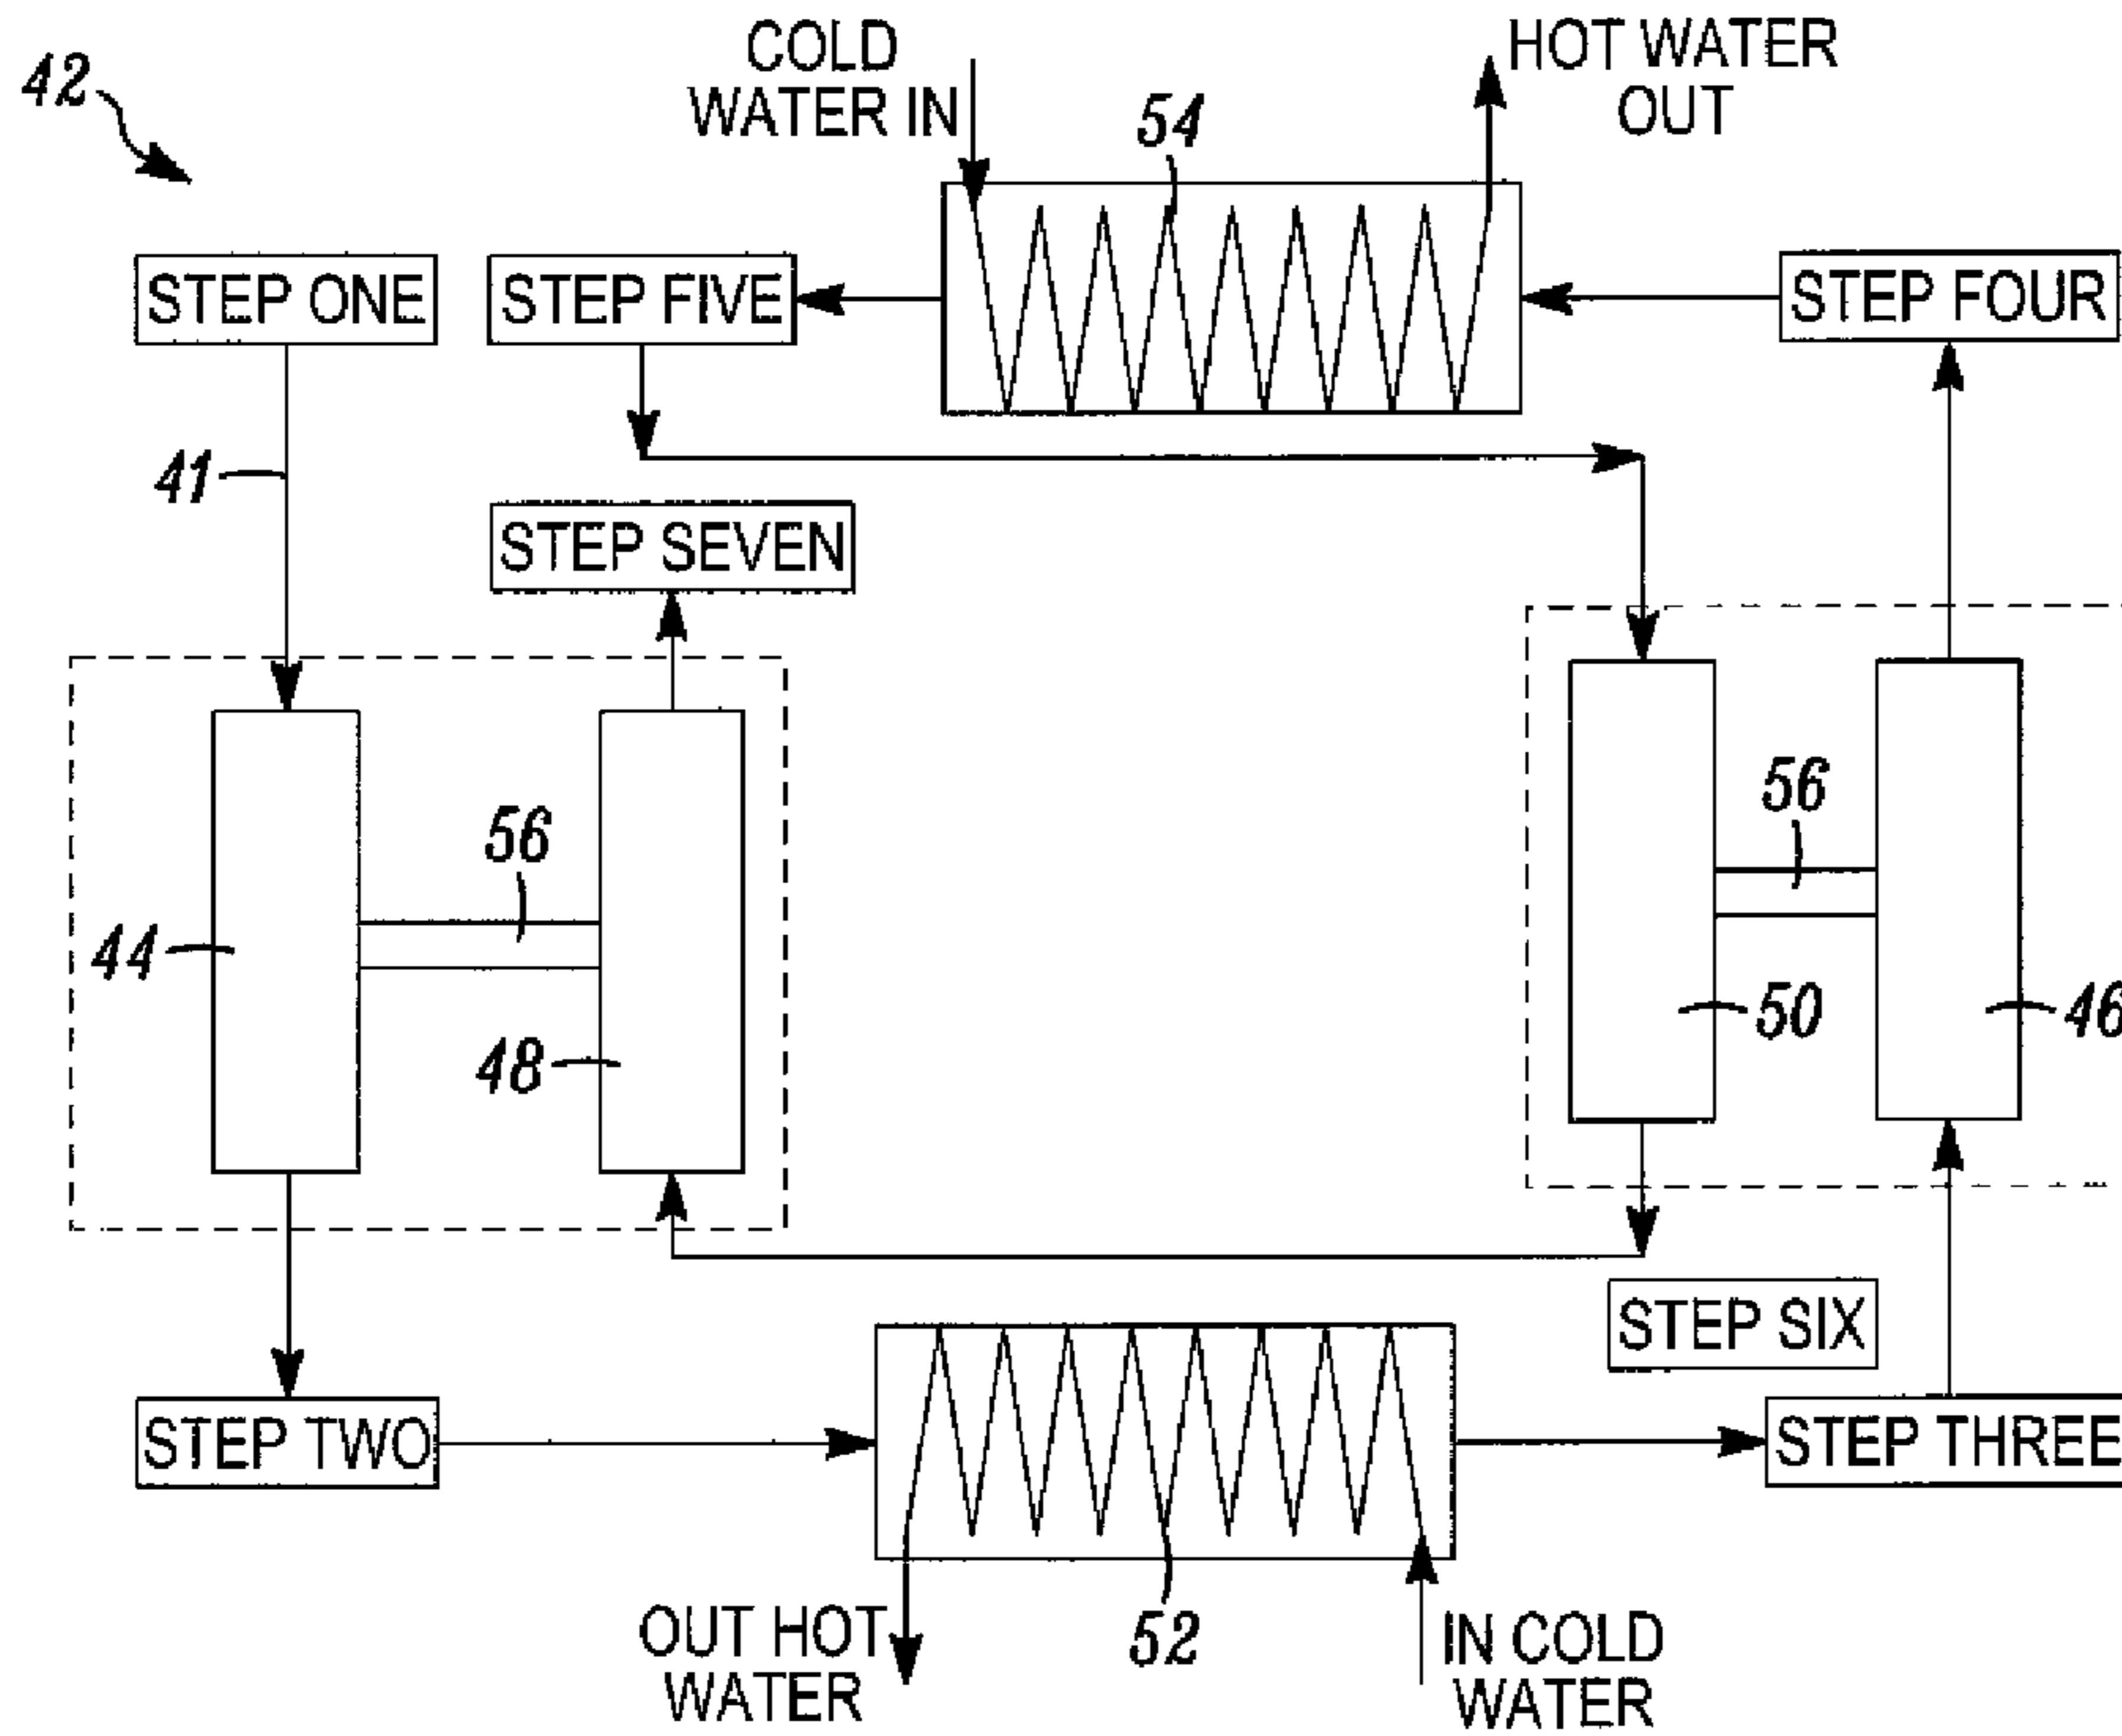 42
COLD
WATER IN
54
HOT WATER
OUT
STEP ONE
STEP FIVE
STEP FOUR
41
STEP SEVEN
56
56
44
48
50
46
STEP SIX
STEP TWO
STEP THREE
OUT HOT
WATER
52
IN COLD
WATER